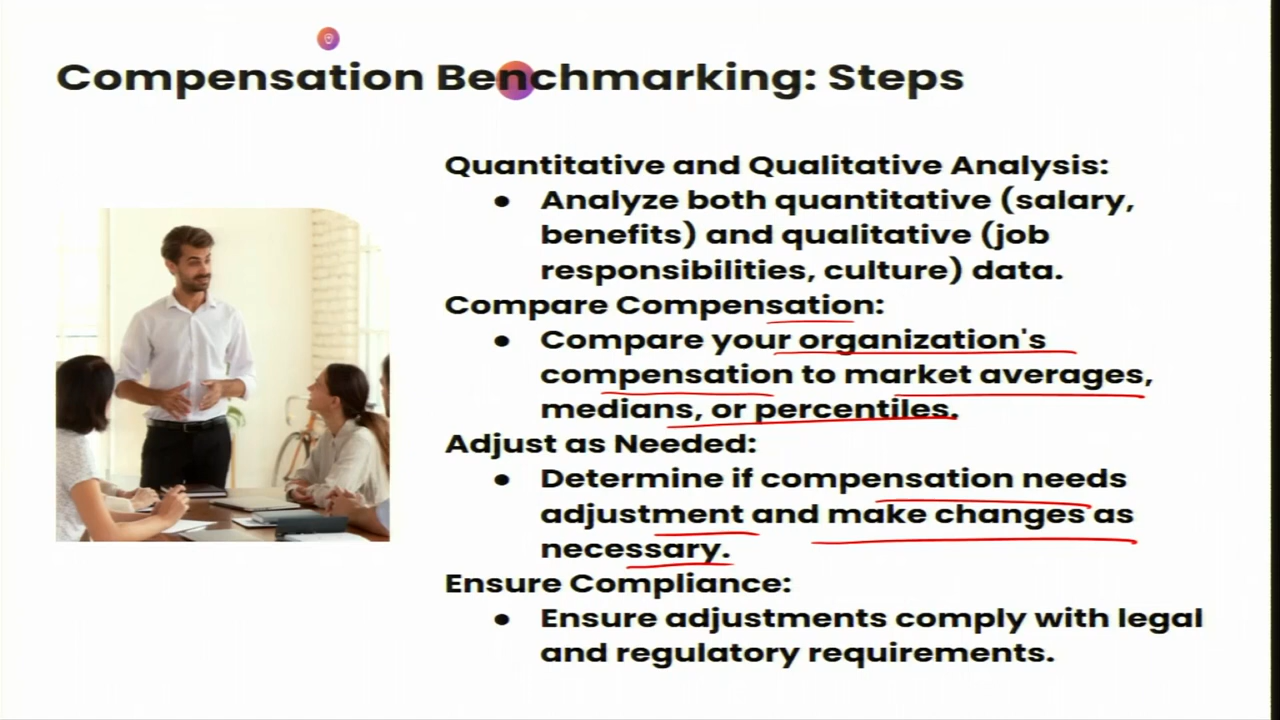 Compensation Benchmarking: Steps
Quantitative and Qualitative Analysis:
● Analyze both quantitative (salary,
benefits) and qualitative (job
responsibilities, culture) data.
Compare Compensation:
● Compare your organization's
compensation to market averages,
medians, or percentiles.
Adjust as Needed:
● Determine if compensation needs
adjustment and make changes as
necessary.
Ensure Compliance:
● Ensure adjustments comply with legal
and regulatory requirements.